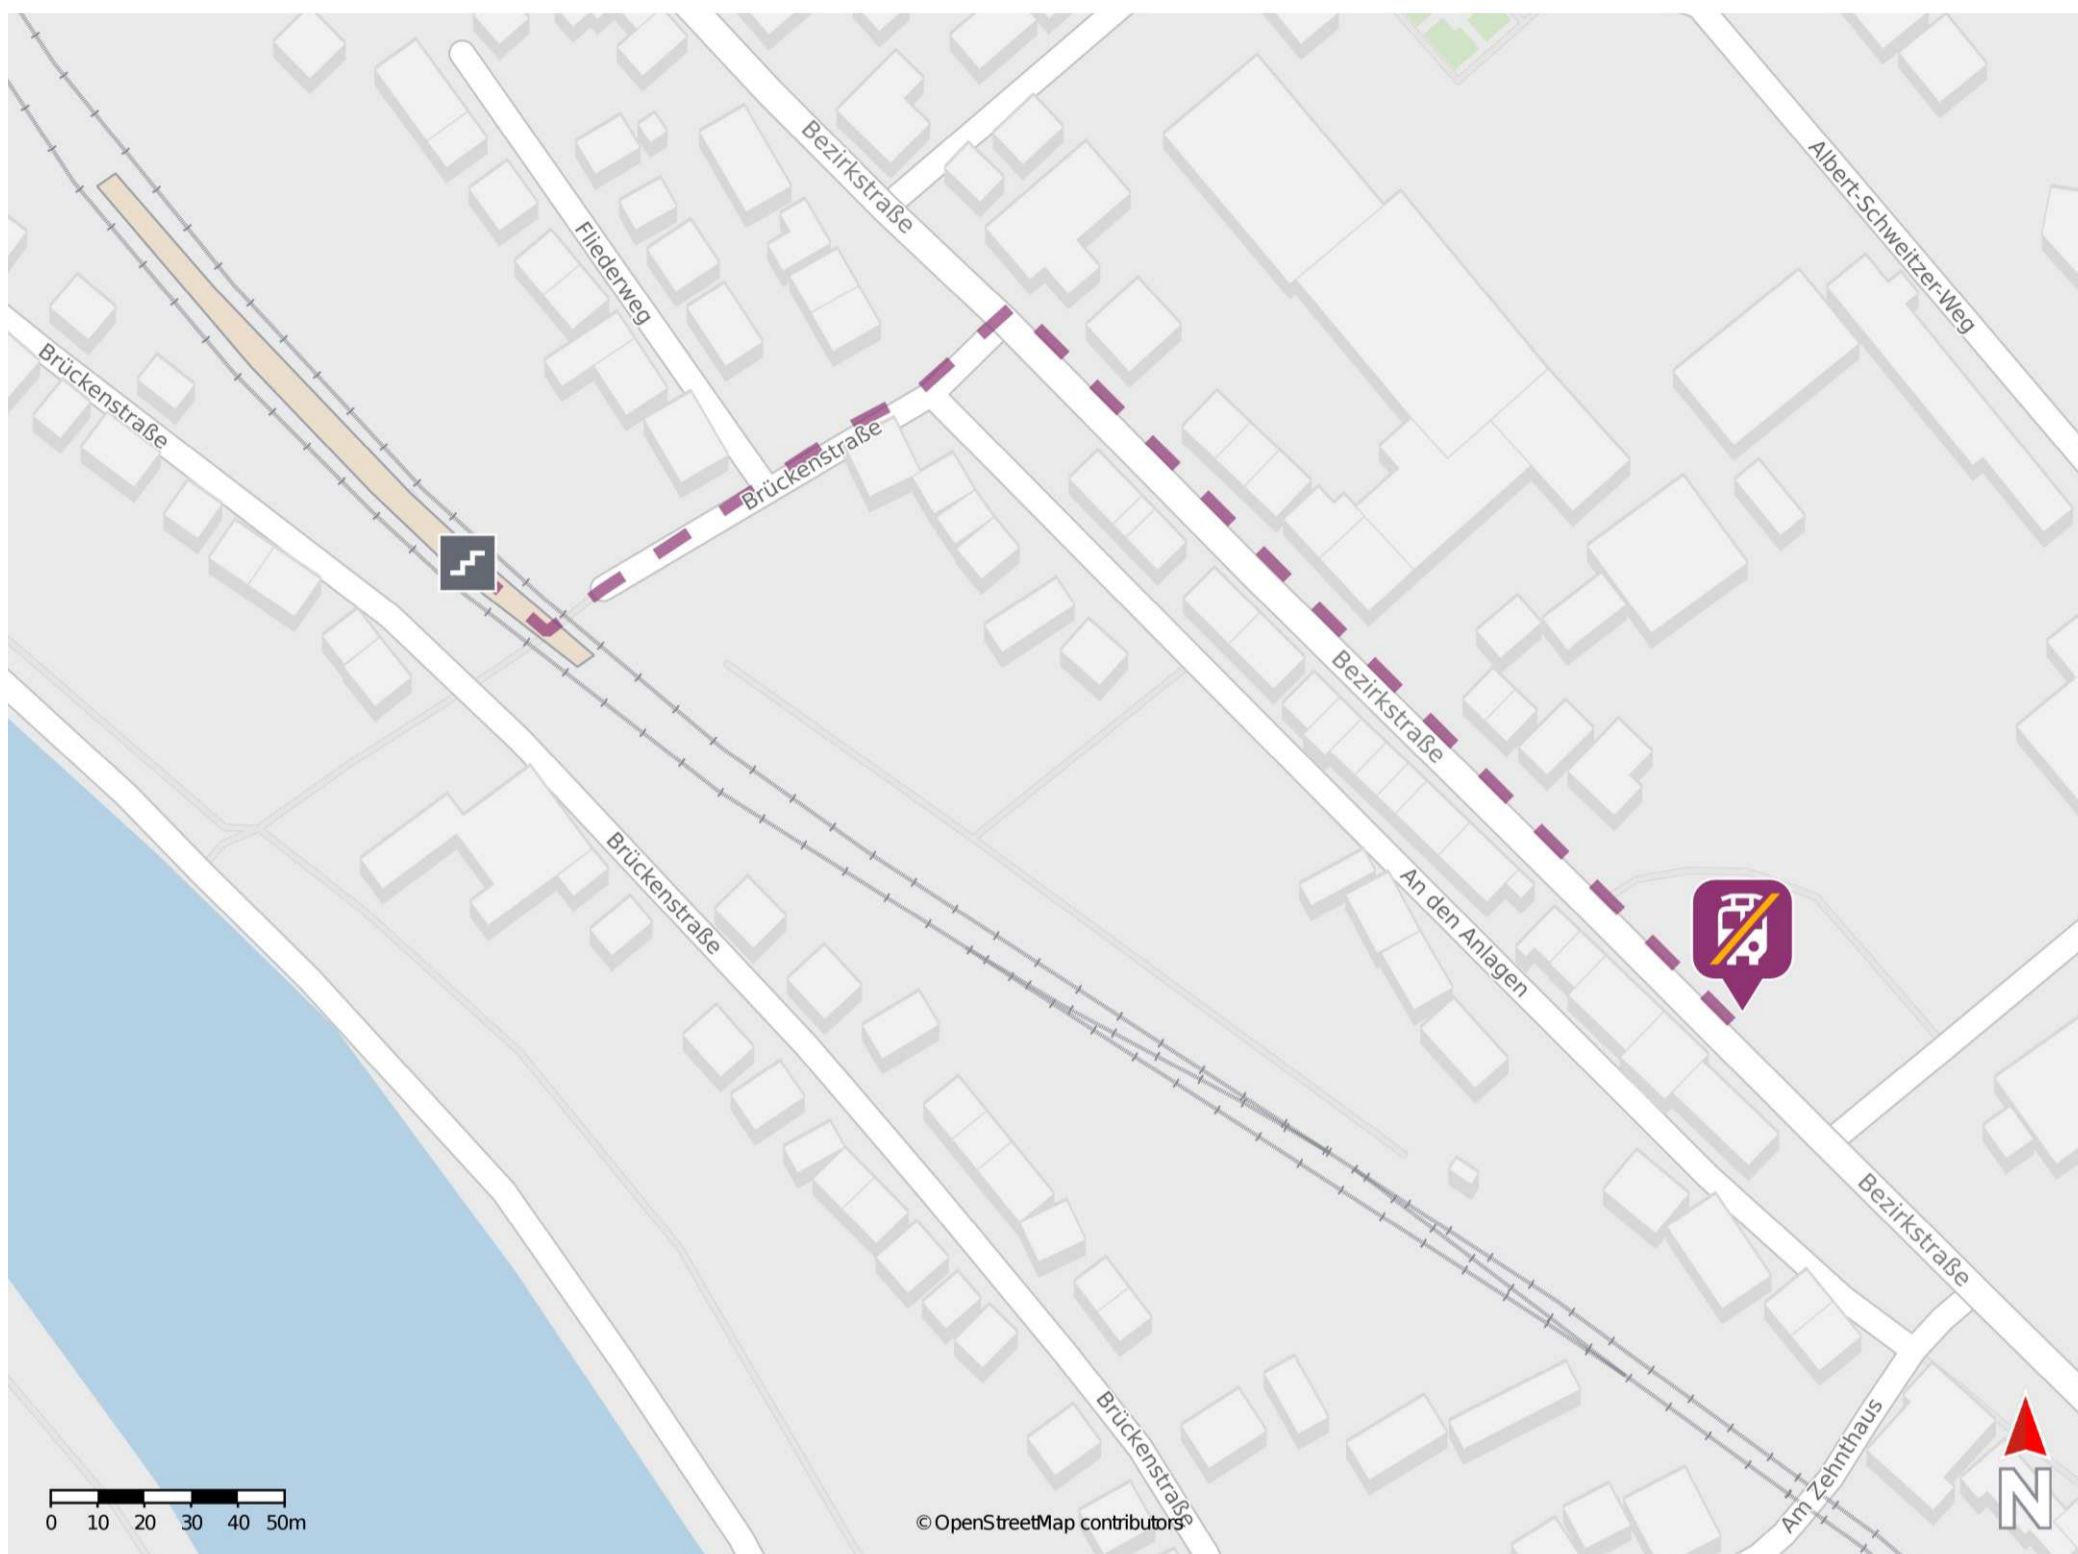 Bezirkstraße
Albert-Schweitzer-Weg
Fliederweg
Brückenstraße
Brückenstraße
Bezirkstraße
Brückenstraße
An den Anlagen
Bezirkstraße
Brückenstraße
Am Zehnthaus
N
0 10 20 30 40 50m
© OpenStreetMap contributors